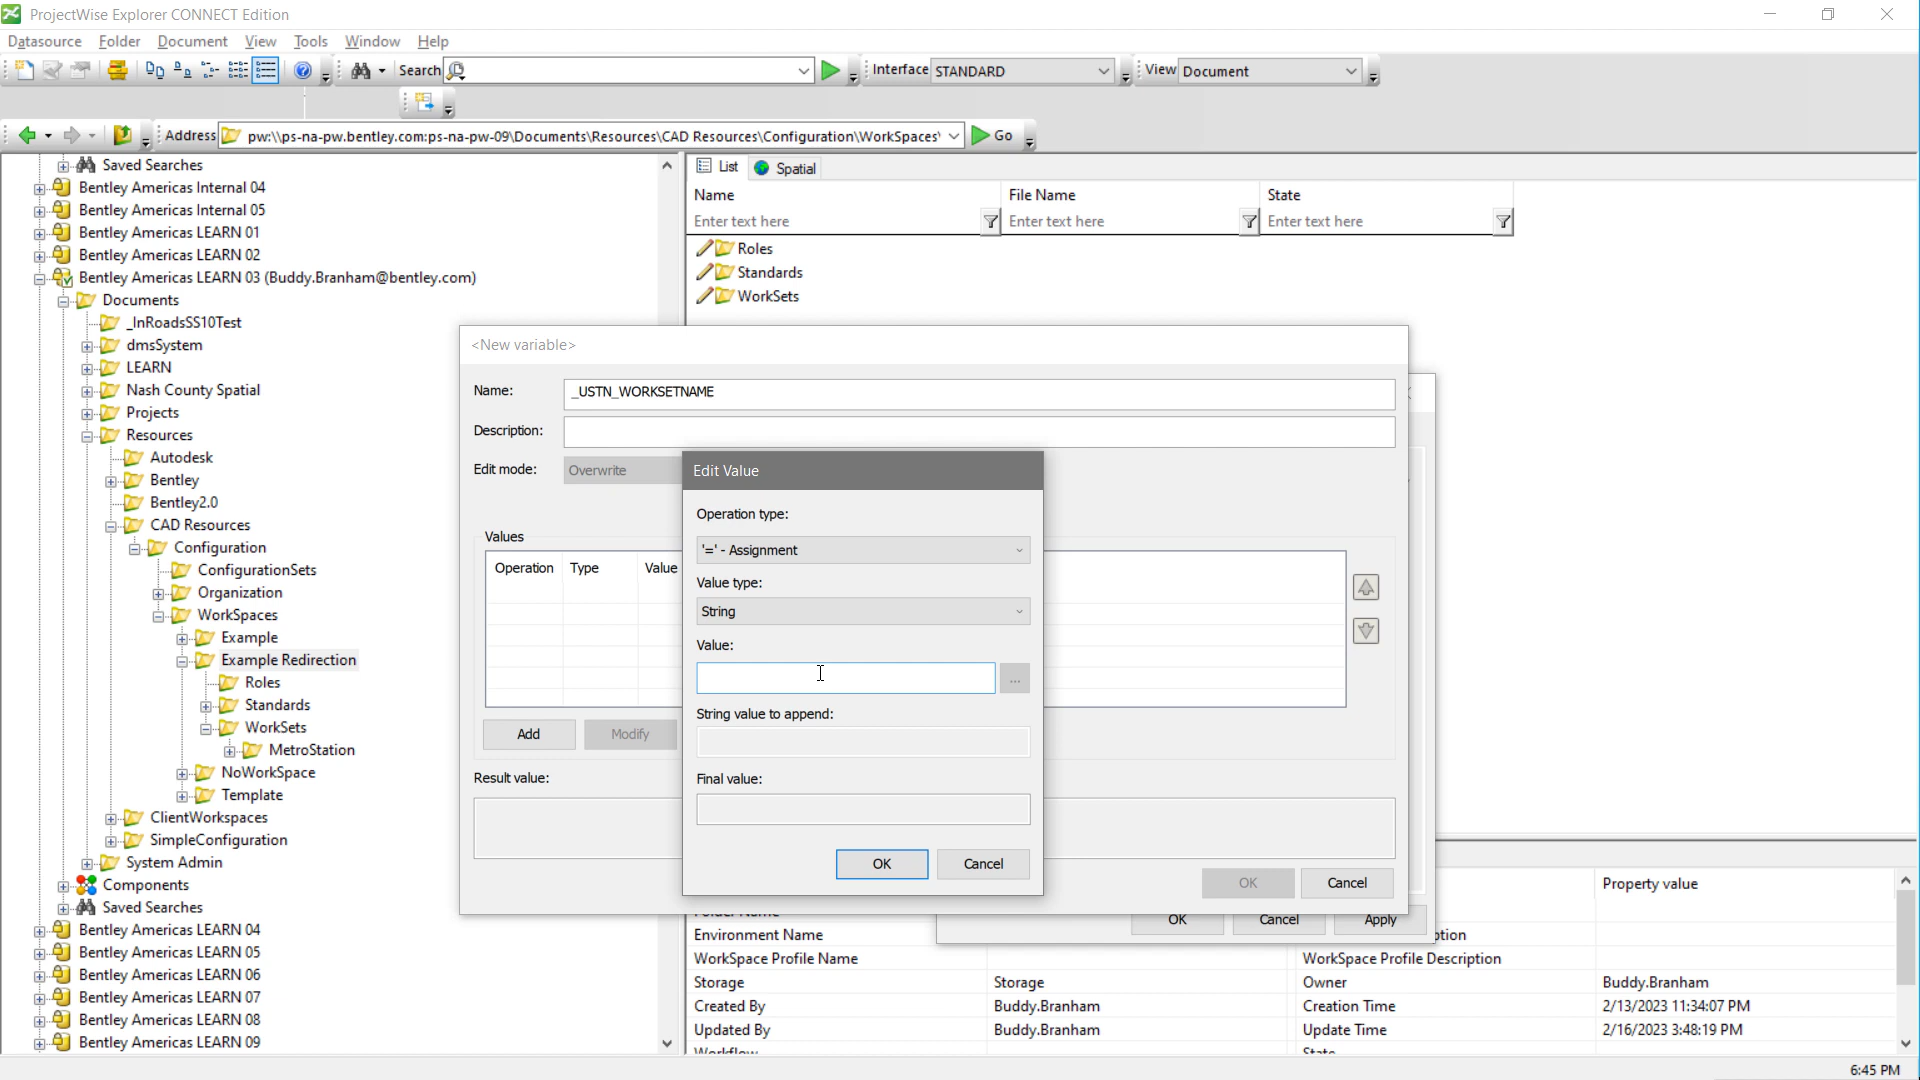 ProjectWise Explorer CONNECT Edition
Datasource Folder Document View Tools Window Help
Search Interface STANDARD View Document
Address pw:\\ps-na-pw.bentley.com:ps-na-pw-09\Documents\Resources\CAD Resources\Configuration\WorkSpaces\ Go
Saved Searches
Bentley Americas Internal 04
Bentley Americas Internal 05
Bentley Americas LEARN 01
Bentley Americas LEARN 02
Bentley Americas LEARN 03 (Buddy.Branham@bentley.com)
Documents
_InRoadsSS10Test
dmsSystem
LEARN
Nash County Spatial
Projects
Resources
Autodesk
Bentley
Bentley2.0
CAD Resources
Configuration
ConfigurationSets
Organization
WorkSpaces
Example
Example Redirection
Roles
Standards
WorkSets
MetroStation
NoWorkSpace
Template
ClientWorkspaces
SimpleConfiguration
System Admin
Components
Saved Searches
Bentley Americas LEARN 04
Bentley Americas LEARN 05
Bentley Americas LEARN 06
Bentley Americas LEARN 07
Bentley Americas LEARN 08
Bentley Americas LEARN 09
List Spatial
Name File Name State
Enter text here Enter text here Enter text here
Roles
Standards
WorkSets
<New variable>
Name: _USTN_WORKSETNAME
Description:
Edit mode: Overwrite
Values
Operation Type Value
Add Modify
Result value:
OK Cancel
Edit Value
Operation type:
'=' - Assignment
Value type:
String
Value:
...
String value to append:
Final value:
OK Cancel
OK Cancel Apply
Property value
Environment Name
WorkSpace Profile Name WorkSpace Profile Description
Storage Storage Owner Buddy.Branham
Created By Buddy.Branham Creation Time 2/13/2023 11:34:07 PM
Updated By Buddy.Branham Update Time 2/16/2023 3:48:19 PM
6:45 PM